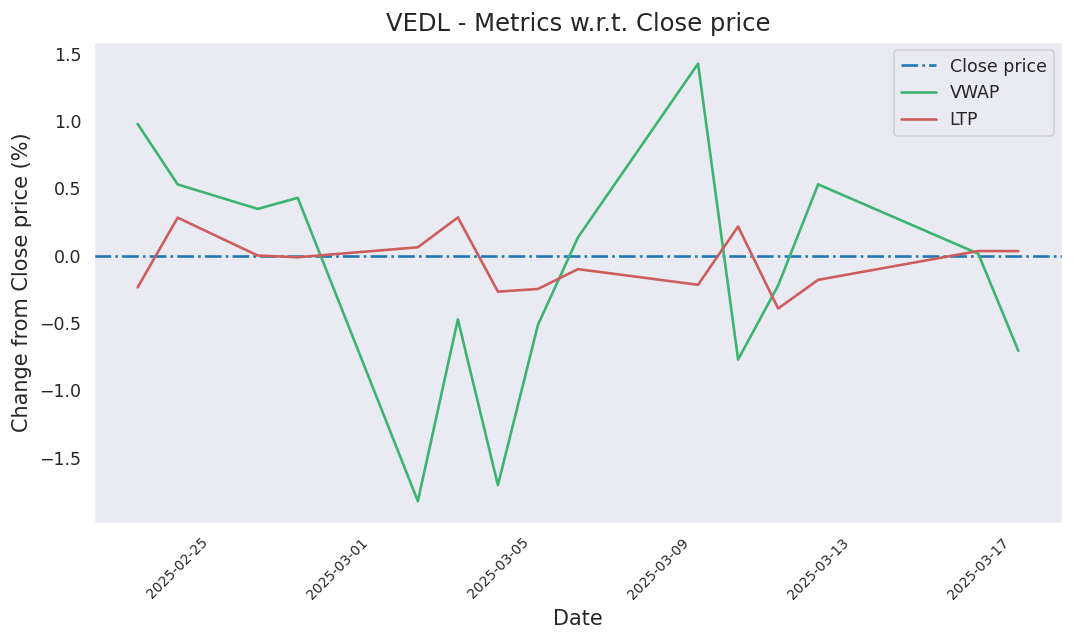 VEDL - Metrics w.r.t. Close price
Change from Close price (%)
1.5
1.0
0.5
0.0
−0.5
−1.0
−1.5
Close price
VWAP
LTP
2025-02-25
2025-03-01
2025-03-05
2025-03-09
2025-03-13
2025-03-17
Date